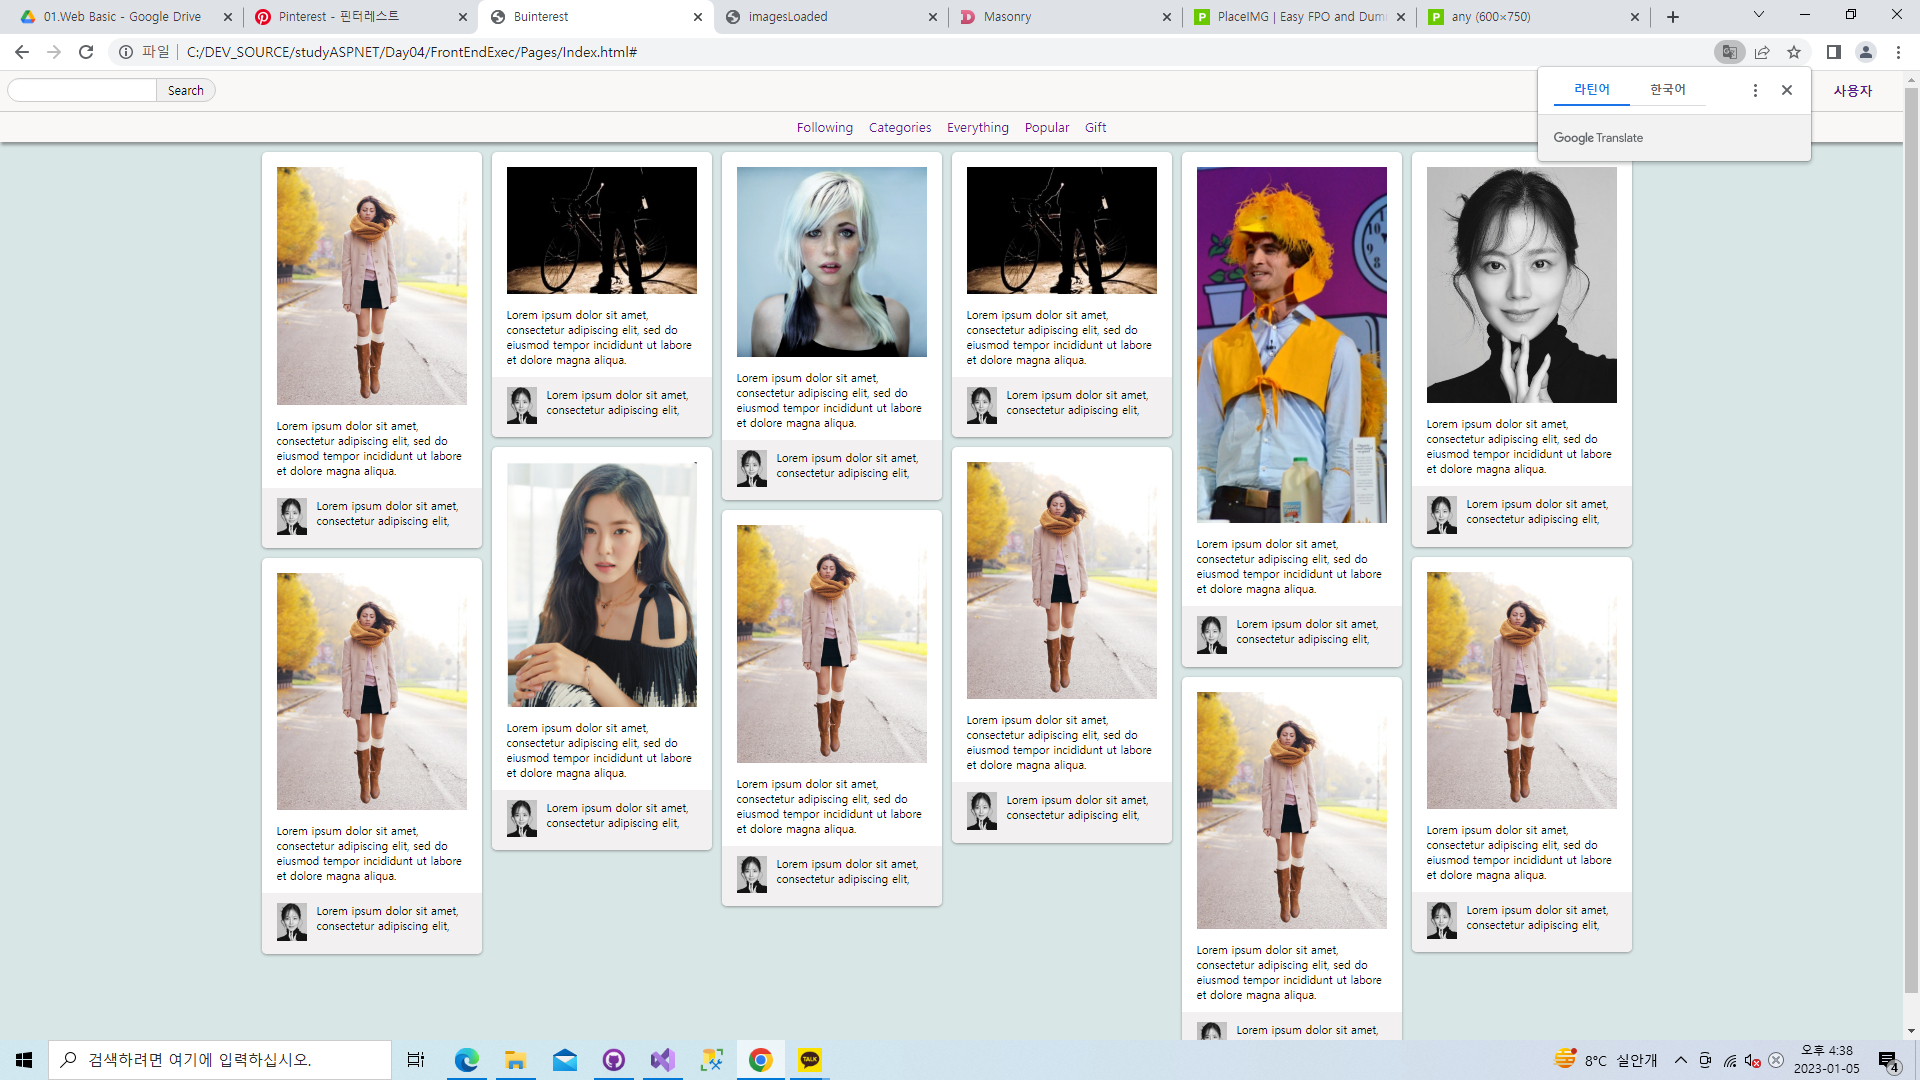 01.Web Basic - Google Drive
Pinterest - 핀터레스트
Buinterest
imagesLoaded
Masonry
PlaceIMG | Easy FPO and Dum
any (600×750)
파일 C:/DEV_SOURCE/studyASPNET/Day04/FrontEndExec/Pages/Index.html#
라틴어 한국어
Google Translate
Search
사용자
Following Categories Everything Popular Gift
Lorem ipsum dolor sit amet,
consectetur adipiscing elit, sed do
eiusmod tempor incididunt ut labore
et dolore magna aliqua.
Lorem ipsum dolor sit amet,
consectetur adipiscing elit,
Lorem ipsum dolor sit amet,
consectetur adipiscing elit, sed do
eiusmod tempor incididunt ut labore
et dolore magna aliqua.
Lorem ipsum dolor sit amet,
consectetur adipiscing elit,
Lorem ipsum dolor sit amet,
consectetur adipiscing elit, sed do
eiusmod tempor incididunt ut labore
et dolore magna aliqua.
Lorem ipsum dolor sit amet,
consectetur adipiscing elit,
Lorem ipsum dolor sit amet,
consectetur adipiscing elit, sed do
eiusmod tempor incididunt ut labore
et dolore magna aliqua.
Lorem ipsum dolor sit amet,
consectetur adipiscing elit,
Lorem ipsum dolor sit amet,
consectetur adipiscing elit, sed do
eiusmod tempor incididunt ut labore
et dolore magna aliqua.
Lorem ipsum dolor sit amet,
consectetur adipiscing elit,
Lorem ipsum dolor sit amet,
consectetur adipiscing elit, sed do
eiusmod tempor incididunt ut labore
et dolore magna aliqua.
Lorem ipsum dolor sit amet,
consectetur adipiscing elit,
Lorem ipsum dolor sit amet,
consectetur adipiscing elit, sed do
eiusmod tempor incididunt ut labore
et dolore magna aliqua.
Lorem ipsum dolor sit amet,
consectetur adipiscing elit,
Lorem ipsum dolor sit amet,
consectetur adipiscing elit, sed do
eiusmod tempor incididunt ut labore
et dolore magna aliqua.
Lorem ipsum dolor sit amet,
consectetur adipiscing elit,
Lorem ipsum dolor sit amet,
consectetur adipiscing elit, sed do
eiusmod tempor incididunt ut labore
et dolore magna aliqua.
Lorem ipsum dolor sit amet,
consectetur adipiscing elit,
Lorem ipsum dolor sit amet,
consectetur adipiscing elit, sed do
eiusmod tempor incididunt ut labore
et dolore magna aliqua.
Lorem ipsum dolor sit amet,
consectetur adipiscing elit,
Lorem ipsum dolor sit amet,
consectetur adipiscing elit, sed do
eiusmod tempor incididunt ut labore
et dolore magna aliqua.
Lorem ipsum dolor sit amet,
Lorem ipsum dolor sit amet,
consectetur adipiscing elit, sed do
eiusmod tempor incididunt ut labore
et dolore magna aliqua.
Lorem ipsum dolor sit amet,
consectetur adipiscing elit,
검색하려면 여기에 입력하십시오.
TALK
8°C 실안개
오후 4:38
2023-01-05
4